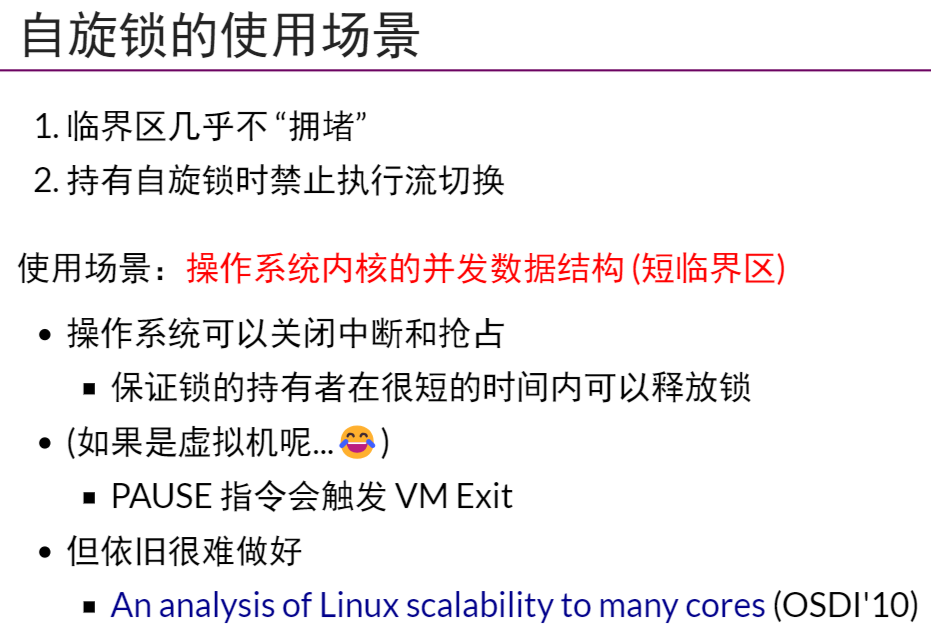 自旋锁的使用场景
1. 临界区几乎不 “拥堵”
2. 持有自旋锁时禁止执行流切换
使用场景：操作系统内核的并发数据结构 (短临界区)
• 操作系统可以关闭中断和抢占
▪ 保证锁的持有者在很短的时间内可以释放锁
• (如果是虚拟机呢...😂)
▪ PAUSE 指令会触发 VM Exit
• 但依旧很难做好
▪ An analysis of Linux scalability to many cores (OSDI'10)